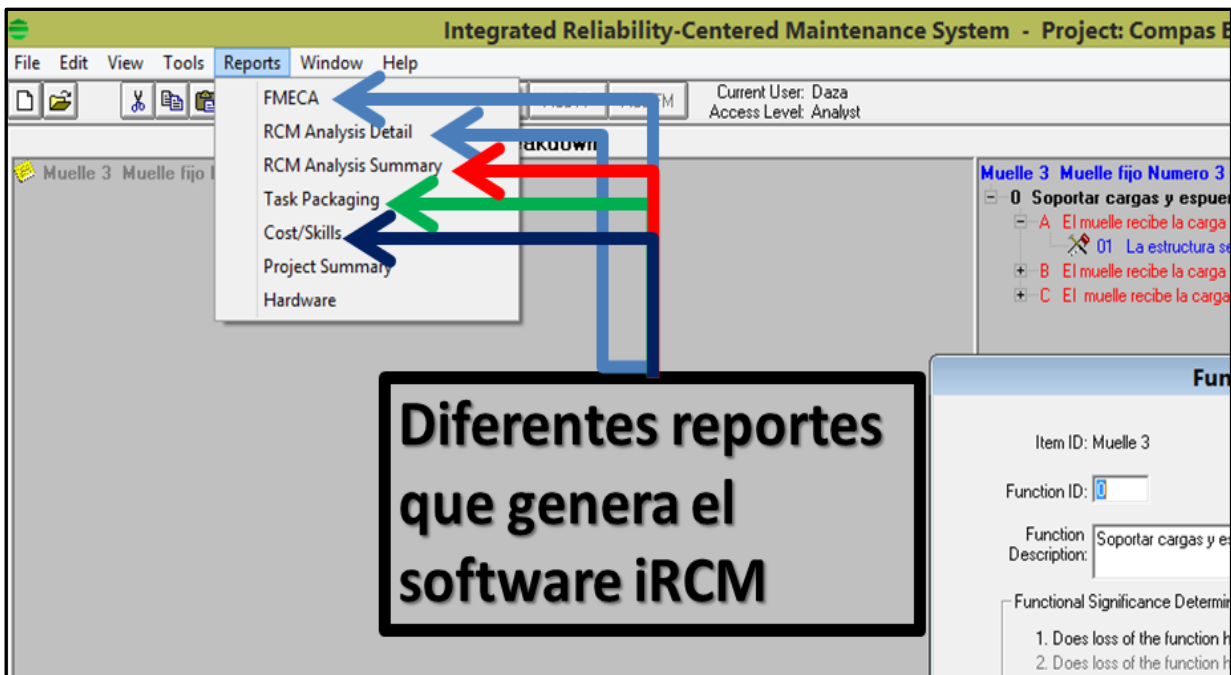 Integrated Reliability-Centered Maintenance System - Project: Compas
File Edit View Tools Reports Window Help
Current User: Daza
Access Level: Analyst
FMECA
RCM Analysis Detail
RCM Analysis Summary
Task Packaging
Cost/Skills
Project Summary
Hardware
Muelle 3 Muelle fijo
Muelle 3 Muelle fijo Numero 3
0 Soportar cargas y
A El muelle recibe la carga
01 La estructura
B El muelle recibe la carga
C El muelle recibe la carga
Diferentes reportes
que genera el
software iRCM
Item ID: Muelle 3
Function ID: 0
Function
Description:
Soportar cargas y
Functional Significance
1. Does loss of the function
2. Does loss of the function